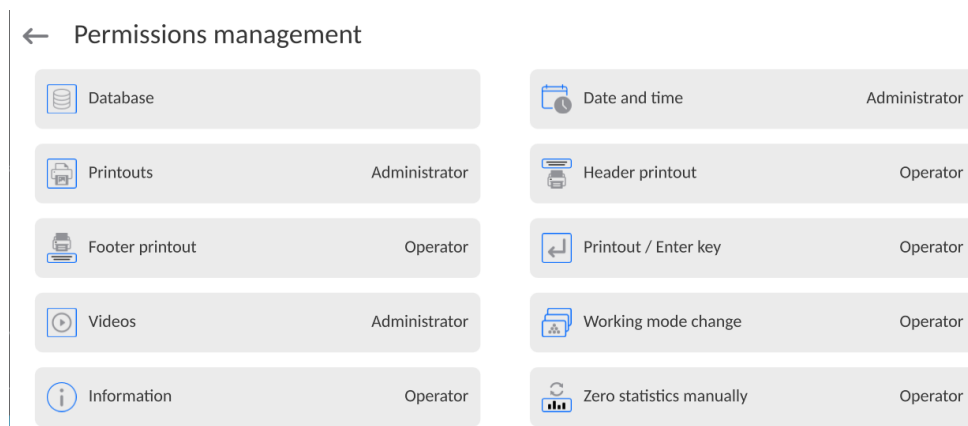 Permissions management
Database
Date and time Administrator
Printouts Administrator
Header printout Operator
Footer printout Operator
Printout / Enter key Operator
Videos Administrator
Working mode change Operator
Information Operator
Zero statistics manually Operator